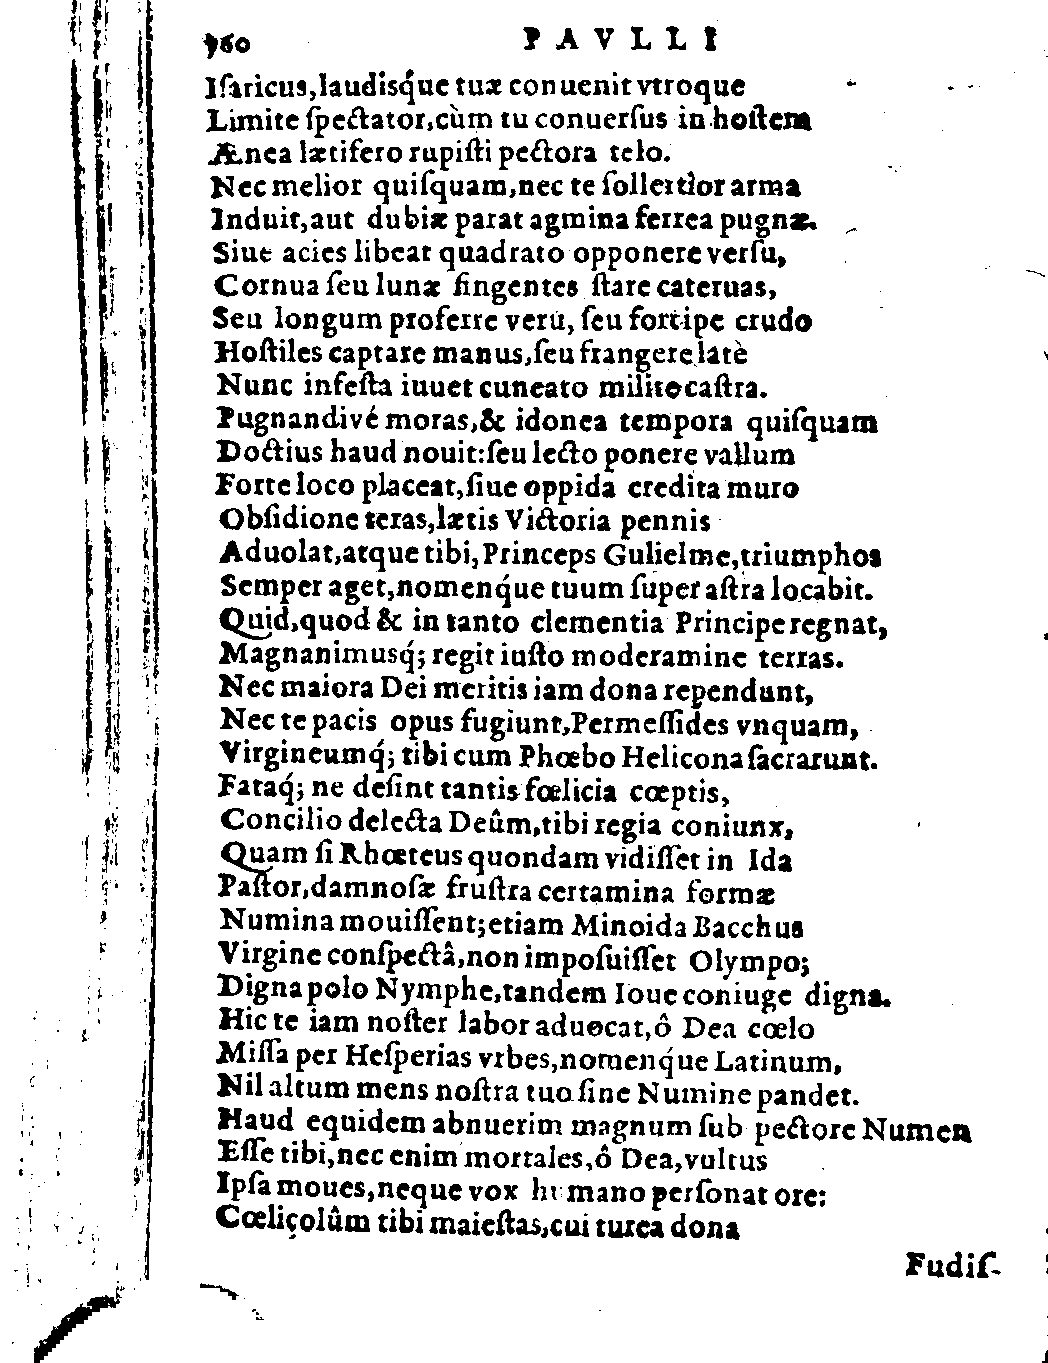 960 PAVLLI
Iſaricus,laudisq́ue tuæ conuenit vtroque
Limite ſpectator,cùm tu conuerſus in hoſtem
Ænea lætifero rupiſti pectora telo.
Nec melior quiſquam,nec te ſollertior arma
Induit,aut dubiæ parat agmina ferrea pugnæ.
Siue acies libeat quadrato opponere verſu,
Cornua ſeu lunæ fingentes ſtare cateruas,
Seu longum proferre veru, ſeu forcipe crudo
Hoſtiles captare manus,ſeu frangere latè
Nunc infeſta iuuet cuneato milite caſtra.
Pugnandivé moras,& idonea tempora quiſquam
Doctius haud nouit:ſeu lecto ponere vallum
Forte loco placeat,ſiue oppida credita muro
Obſidione teras,lætis Victoria pennis
Aduolat,atque tibi,Princeps Gulielme,triumphos
Semper aget,nomenq́ue tuum ſuper aſtra locabit.
Quid,quod & in tanto clementia Principe regnat,
Magnanimusq́; regit iuſto moderamine terras.
Nec maiora Dei meritis iam dona rependunt,
Nec te pacis opus fugiunt,Permeſſides vnquam,
Virgineumq́; tibi cum Phœbo Helicona ſacrarunt.
Fataq́; ne deſint tantis fœlicia cœptis,
Concilio delecta Deûm,tibi regia coniunx,
Quam ſi Rhœteus quondam vidiſſet in Ida
Paſtor,damnoſæ fruſtra certamina formæ
Numina mouiſſent;etiam Minoida Bacchus
Virgine conſpectâ,non impoſuiſſet Olympo;
Digna polo Nymphe,tandem Ioue coniuge digna.
Hic te iam noſter labor aduocat,ô Dea cœlo
Miſſa per Heſperias vrbes,nomenq́ue Latinum,
Nil altum mens noſtra tuo ſine Numine pandet.
Haud equidem abnuerim magnum ſub pectore Numen
Eſſe tibi,nec enim mortales,ô Dea,vultus
Ipſa moues,neque vox humano perſonat ore:
Cœliçolûm tibi maieſtas,cui turea dona
Fudiſ-